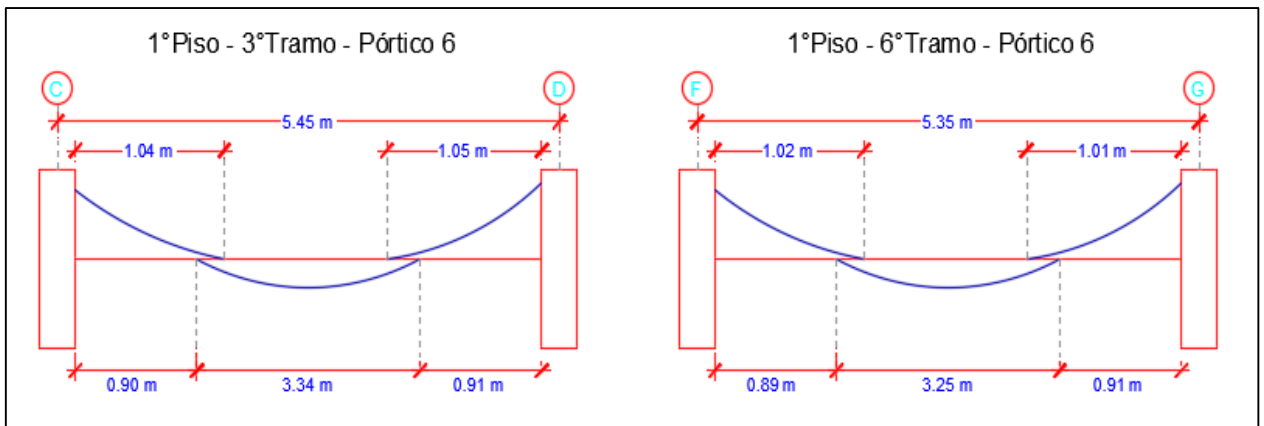 1°Piso - 3°Tramo - Pórtico 6
C
D
5.45 m
1.04 m
1.05 m
0.90 m
3.34 m
0.91 m
1°Piso - 6°Tramo - Pórtico 6
F
G
5.35 m
1.02 m
1.01 m
0.89 m
3.25 m
0.91 m